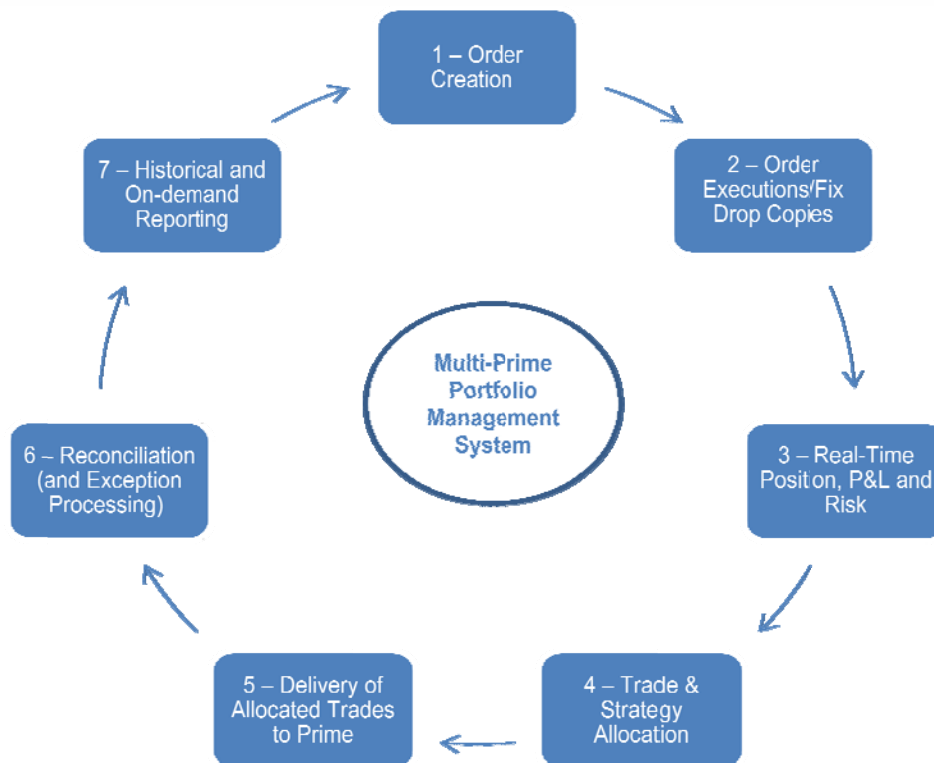 1 – Order
Creation
2 – Order
Executions/Fix
Drop Copies
3 – Real-Time
Position, P&L and
Risk
4 – Trade &
Strategy
Allocation
5 – Delivery of
Allocated Trades
to Prime
6 – Reconciliation
(and Exception
Processing)
7 – Historical and
On-demand
Reporting
Multi-Prime
Portfolio
Management
System